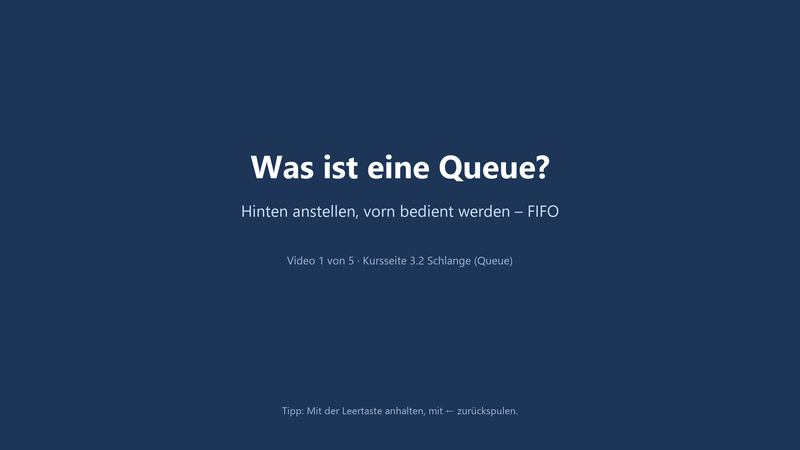 Was ist eine Queue?
Hinten anstellen, vorn bedient werden – FIFO
Video 1 von 5 · Kursseite 3.2 Schlange (Queue)
Tipp: Mit der Leertaste anhalten, mit ← zurückspulen.